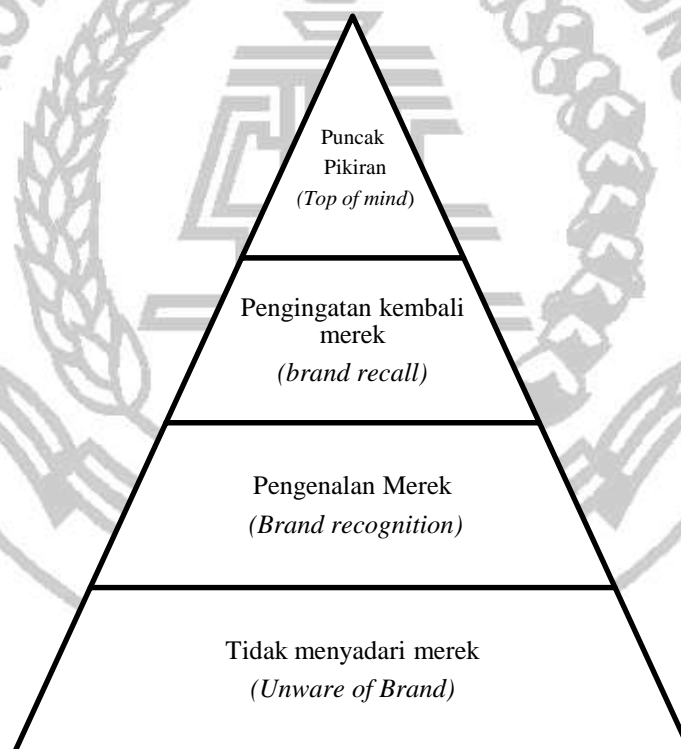 Puncak
Pikiran
(Top of mind)
Pengingatan kembali
merek
(brand recall)
Pengenalan Merek
(Brand recognition)
Tidak menyadari merek
(Unware of Brand)